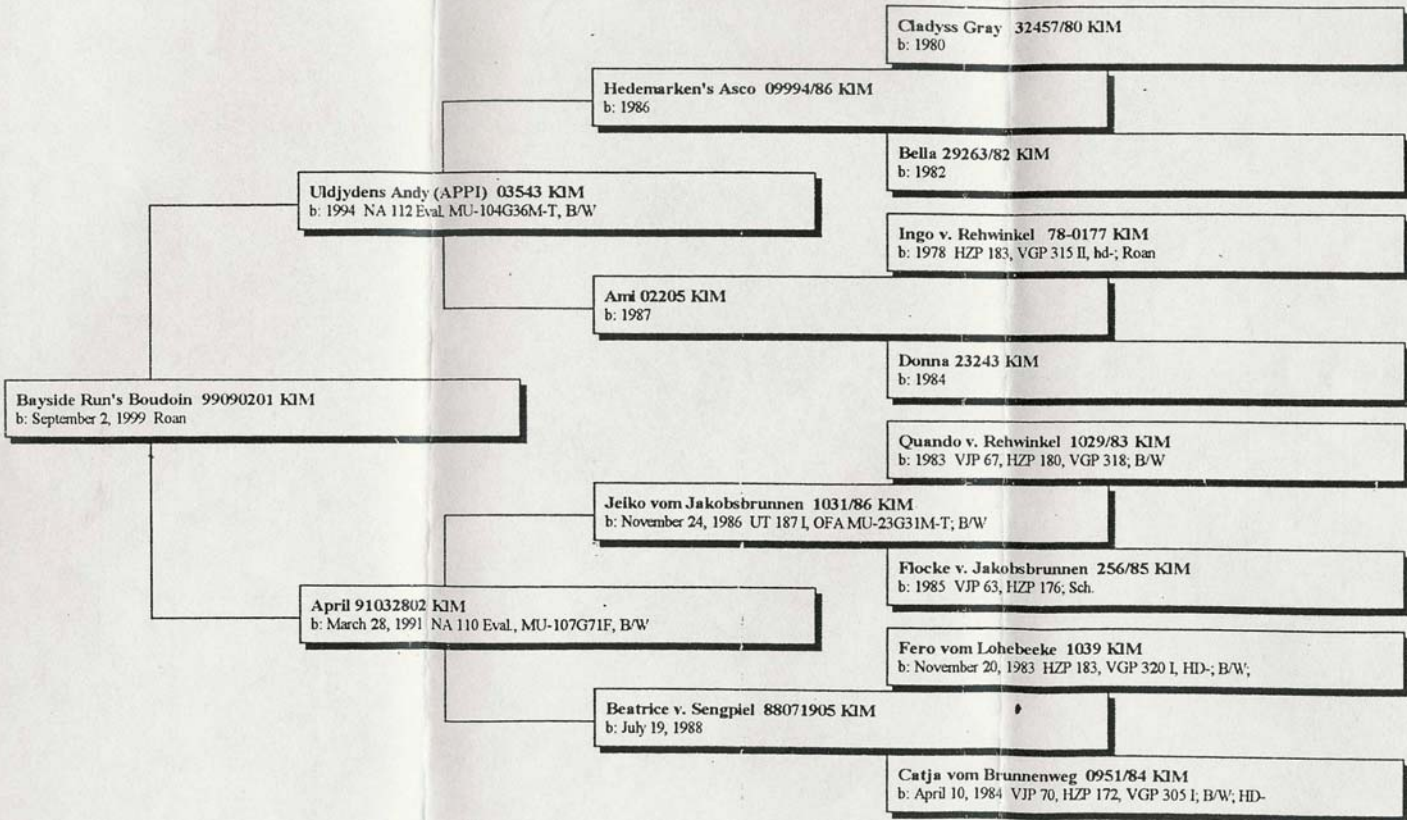 Cladyss Gray 32457/80 KIM
b: 1980
Hedemarken's Asco 09994/86 KIM
b: 1986
Bella 29263/82 KIM
b: 1982
Uldjydens Andy (APPI) 03543 KIM
b: 1994 NA 112 Eval. MU-104G36M-T, B/W
Ingo v. Rehwinkel 78-0177 KIM
b: 1978 HZP 183, VGP 315 II, hd-; Roan
Ami 02205 KIM
b: 1987
Donna 23243 KIM
b: 1984
Bayside Run's Boudoin 99090201 KIM
b: September 2, 1999 Roan
Quando v. Rehwinkel 1029/83 KIM
b: 1983 VJP 67, HZP 180, VGP 318; B/W
Jeiko vom Jakobsbrunnen 1031/86 KIM
b: November 24, 1986 UT 187 I, OFA MU-23G31M-T; B/W
Flocke v. Jakobsbrunnen 256/85 KIM
b: 1985 VJP 63, HZP 176; Sch.
April 91032802 KIM
b: March 28, 1991 NA 110 Eval., MU-107G71F, B/W
Fero vom Lohebeeke 1039 KIM
b: November 20, 1983 HZP 183, VGP 320 I, HD-; B/W;
Beatrice v. Sengpiel 88071905 KIM
b: July 19, 1988
Catja vom Brunnenweg 0951/84 KIM
b: April 10, 1984 VJP 70, HZP 172, VGP 305 I; B/W; HD-